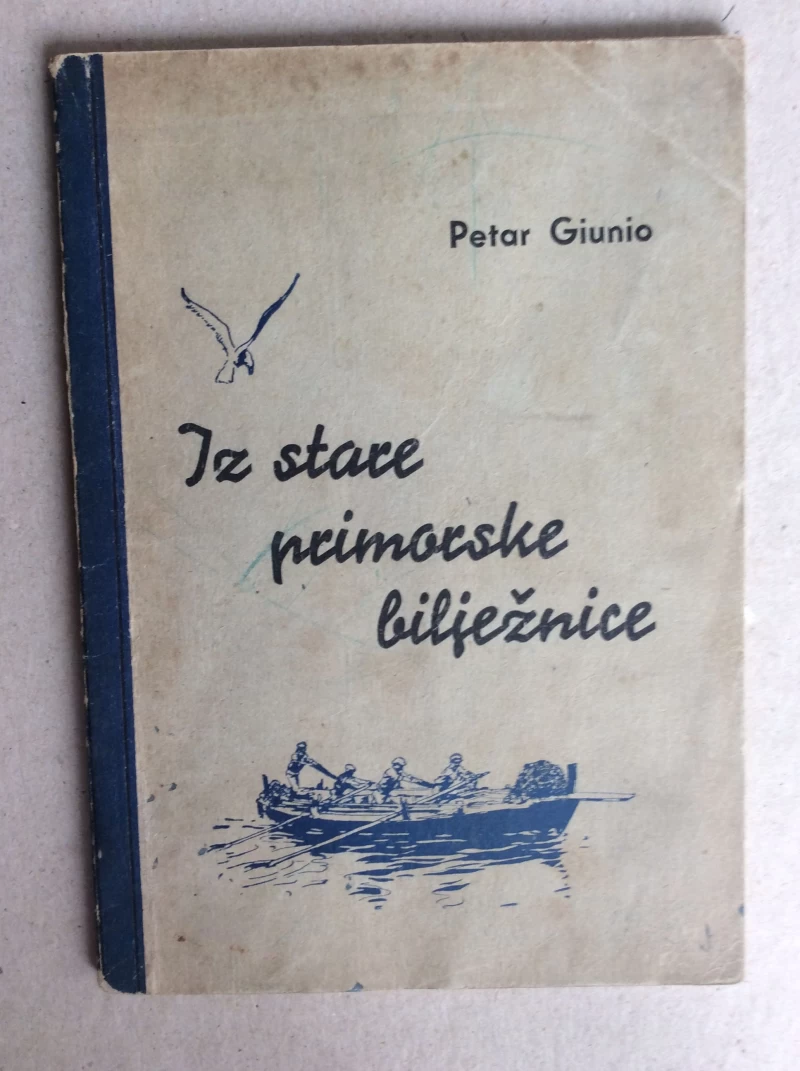 Petar Giunio
Iz stare
primorske
bilježnice